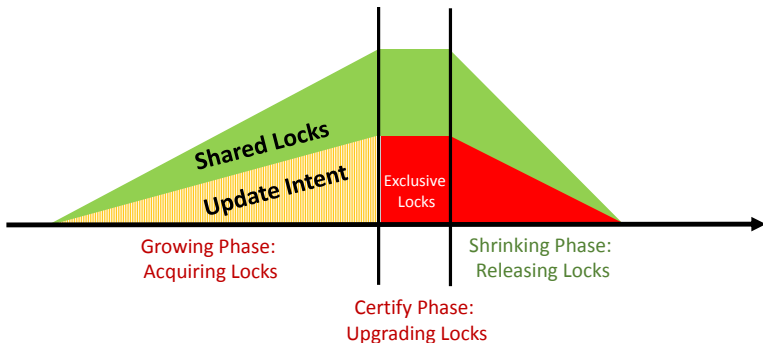 Shared Locks
Update Intent
Exclusive
Locks
Growing Phase:
Acquiring Locks
Shrinking Phase:
Releasing Locks
Certify Phase:
Upgrading Locks